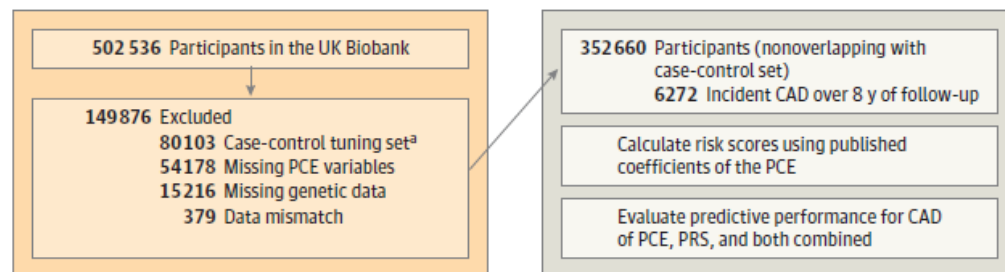 502 536 Participants in the UK Biobank
149 876 Excluded
80 103 Case-control tuning setᵃ
54 178 Missing PCE variables
15 216 Missing genetic data
379 Data mismatch
352 660 Participants (nonoverlapping with
case-control set)
6272 Incident CAD over 8 y of follow-up
Calculate risk scores using published
coefficients of the PCE
Evaluate predictive performance for CAD
of PCE, PRS, and both combined